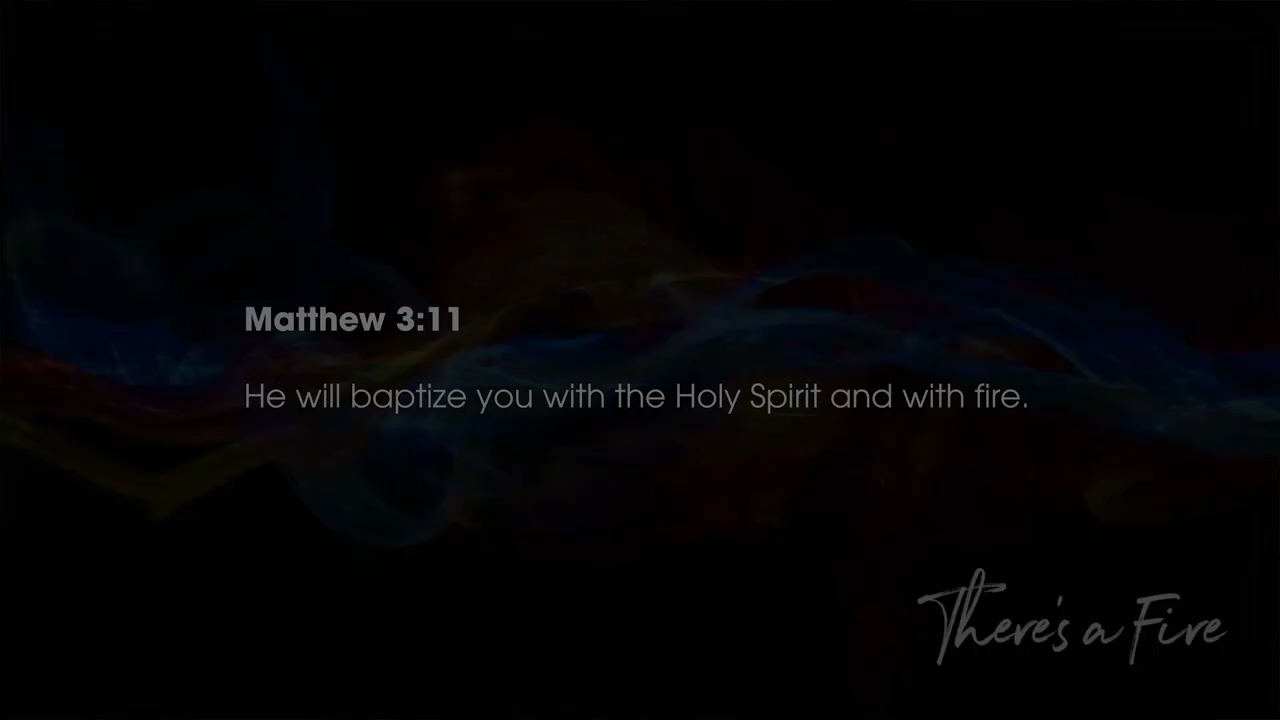 Matthew 3:11
He will baptize you with the Holy Spirit and with fire.
There's a Fire